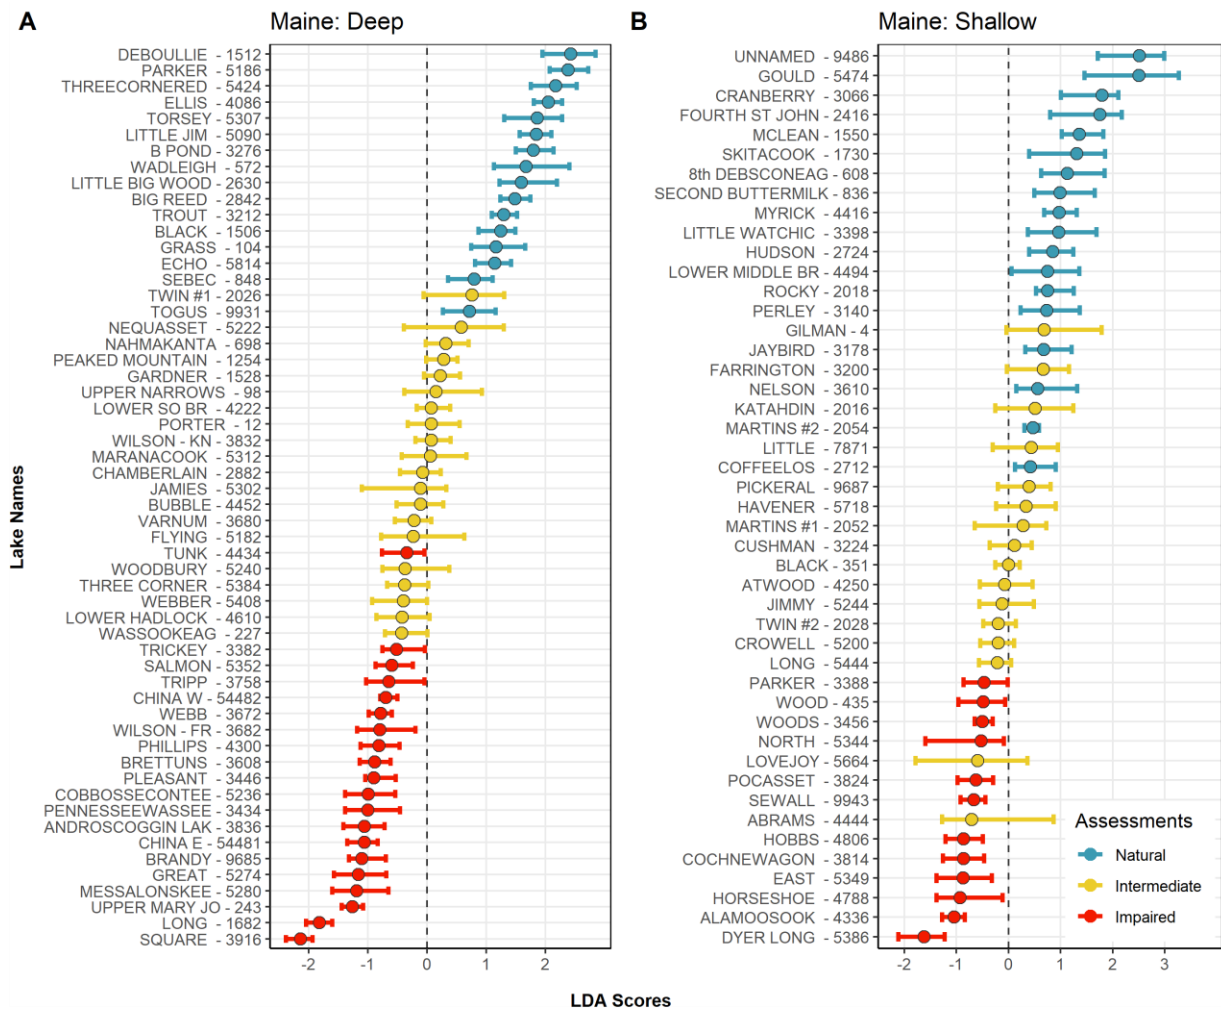 A
Maine: Deep
Lake Names
DEBOULLIE - 1512
PARKER - 5186
THREECORNERED - 5424
ELLIS - 4086
TORSEY - 5307
LITTLE JIM - 5090
B POND - 3276
WADLEIGH - 572
LITTLE BIG WOOD - 2630
BIG REED - 2842
TROUT - 3212
BLACK - 1506
GRASS - 104
ECHO - 5814
SEBEC - 848
TWIN #1 - 2026
TOGUS - 9931
NEQUASSET - 5222
NAHMAKANTA - 698
PEAKED MOUNTAIN - 1254
GARDNER - 1528
UPPER NARROWS - 98
LOWER SO BR - 4222
PORTER - 12
WILSON - KN - 3832
MARANACOOK - 5312
CHAMBERLAIN - 2882
JAMIES - 5302
BUBBLE - 4452
VARNUM - 3680
FLYING - 5182
TUNK - 4434
WOODBURY - 5240
THREE CORNER - 5384
WEBBER - 5408
LOWER HADLOCK - 4610
WASSOOKEAG - 227
TRICKEY - 3382
SALMON - 5352
TRIPP - 3758
CHINA W - 54482
WEBB - 3672
WILSON - FR - 3682
PHILLIPS - 4300
BRETTUNS - 3608
PLEASANT - 3446
COBBOSSECONTEE - 5236
PENNESSEEWASSEE - 3434
ANDROSCOGGIN LAK - 3836
CHINA E - 54481
BRANDY - 9685
GREAT - 5274
MESSALONSKEE - 5280
UPPER MARY JO - 243
LONG - 1682
SQUARE - 3916
-2 -1 0 1 2
B
Maine: Shallow
UNNAMED - 9486
GOULD - 5474
CRANBERRY - 3066
FOURTH ST JOHN - 2416
MCLEAN - 1550
SKITACOOK - 1730
8th DEBSCONEAG - 608
SECOND BUTTERMILK - 836
MYRICK - 4416
LITTLE WATCHIC - 3398
HUDSON - 2724
LOWER MIDDLE BR - 4494
ROCKY - 2018
PERLEY - 3140
GILMAN - 4
JAYBIRD - 3178
FARRINGTON - 3200
NELSON - 3610
KATAHDIN - 2016
MARTINS #2 - 2054
LITTLE - 7871
COFFEELOS - 2712
PICKERAL - 9687
HAVENER - 5718
MARTINS #1 - 2052
CUSHMAN - 3224
BLACK - 351
ATWOOD - 4250
JIMMY - 5244
TWIN #2 - 2028
CROWELL - 5200
LONG - 5444
PARKER - 3388
WOOD - 435
WOODS - 3456
NORTH - 5344
LOVEJOY - 5664
POCASSET - 3824
SEWALL - 9943
ABRAMS - 4444
HOBBS - 4806
COCHNEWAGON - 3814
EAST - 5349
HORSESHOE - 4788
ALAMOOSOOK - 4336
DYER LONG - 5386
-2 -1 0 1 2 3
Assessments
Natural
Intermediate
Impaired
LDA Scores